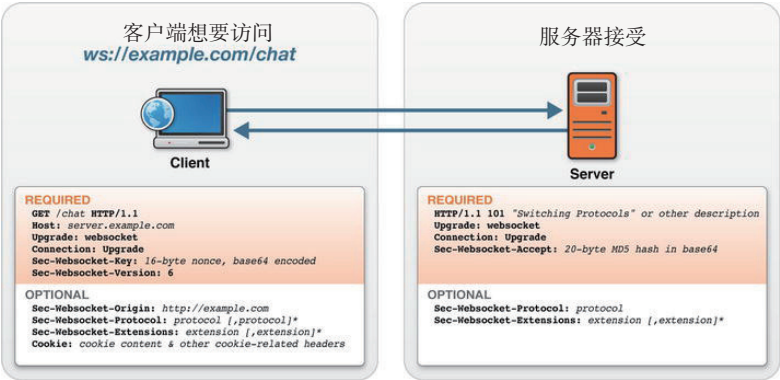 客户端想要访问
ws://example.com/chat
Client
REQUIRED
GET /chat HTTP/1.1
Host: server.example.com
Upgrade: websocket
Connection: Upgrade
Sec-Websocket-Key: 16-byte nonce, base64 encoded
Sec-Websocket-Version: 6
OPTIONAL
Sec-Websocket-Origin: http://example.com
Sec-Websocket-Protocol: protocol [,protocol]*
Sec-Websocket-Extensions: extension [,extension]*
Cookie: cookie content & other cookie-related headers
服务器接受
Server
REQUIRED
HTTP/1.1 101 "Switching Protocols" or other description
Upgrade: websocket
Connection: Upgrade
Sec-Websocket-Accept: 20-byte MD5 hash in base64
OPTIONAL
Sec-Websocket-Protocol: protocol
Sec-Websocket-Extensions: extension [,extension]*